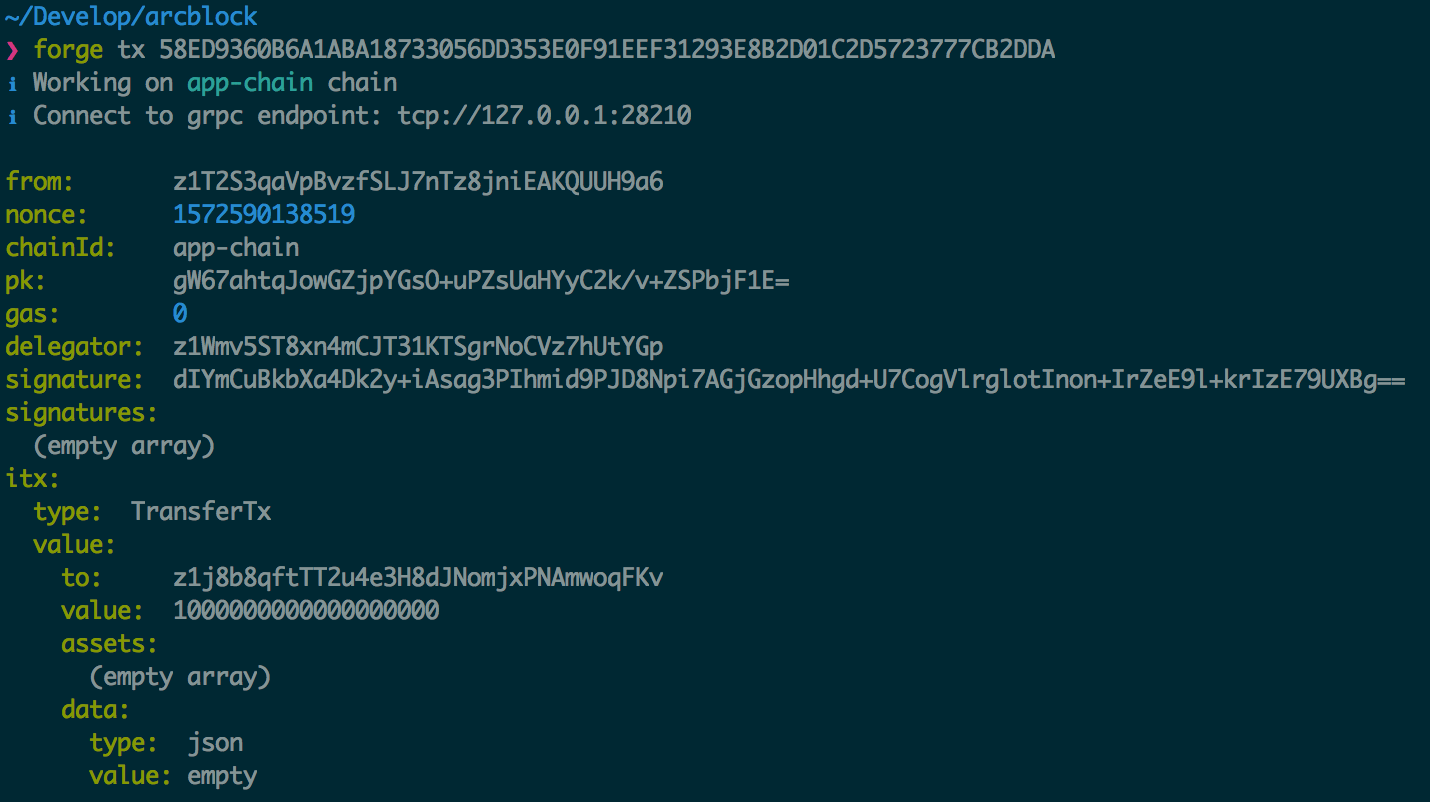 ~/Develop/arcblock
❯ forge tx 58ED9360B6A1ABA18733056DD353E0F91EEF31293E8B2D01C2D5723777CB2DDA
ℹ Working on app-chain chain
ℹ Connect to grpc endpoint: tcp://127.0.0.1:28210
from: z1T2S3qaVpBvzfSLJ7nTz8jniEAKQUUH9a6
nonce: 1572590138519
chainId: app-chain
pk: gW67ahtqJowGZjpYGsO+uPZsUaHYyC2k/v+ZSPbjF1E=
gas: 0
delegator: z1Wmv5ST8xn4mCJT31KTSgrNoCVz7hUtYGp
signature: dIYmCuBkbXa4Dk2y+iAsag3PIhmid9PJD8Npi7AGjGzopHhgd+U7CogVlrglotInon+IrZeE9l+krIzE79UXBg==
signatures:
(empty array)
itx:
type: TransferTx
value:
to: z1j8b8qftTT2u4e3H8dJNomjxPNAmwoqFKv
value: 1000000000000000000
assets:
(empty array)
data:
type: json
value: empty